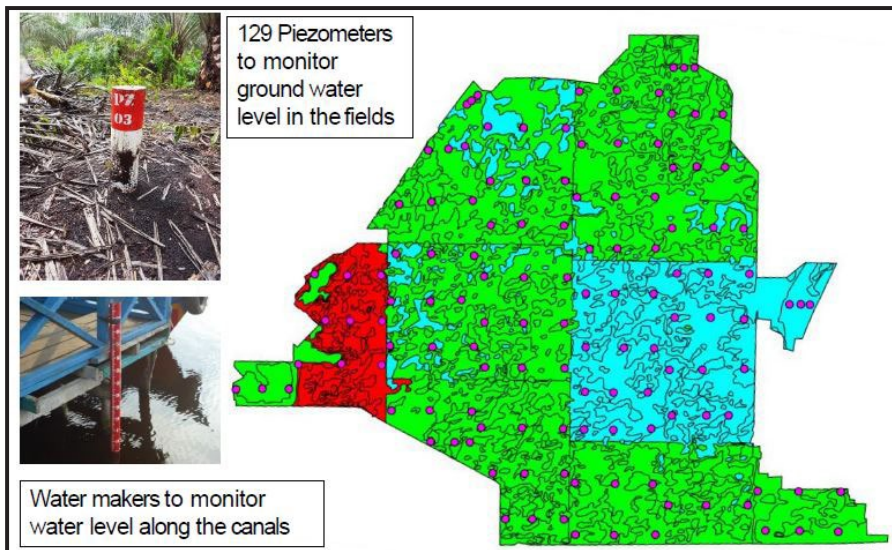 129 Piezometers
to monitor
ground water
level in the fields
PZ
03
Water makers to monitor
water level along the canals